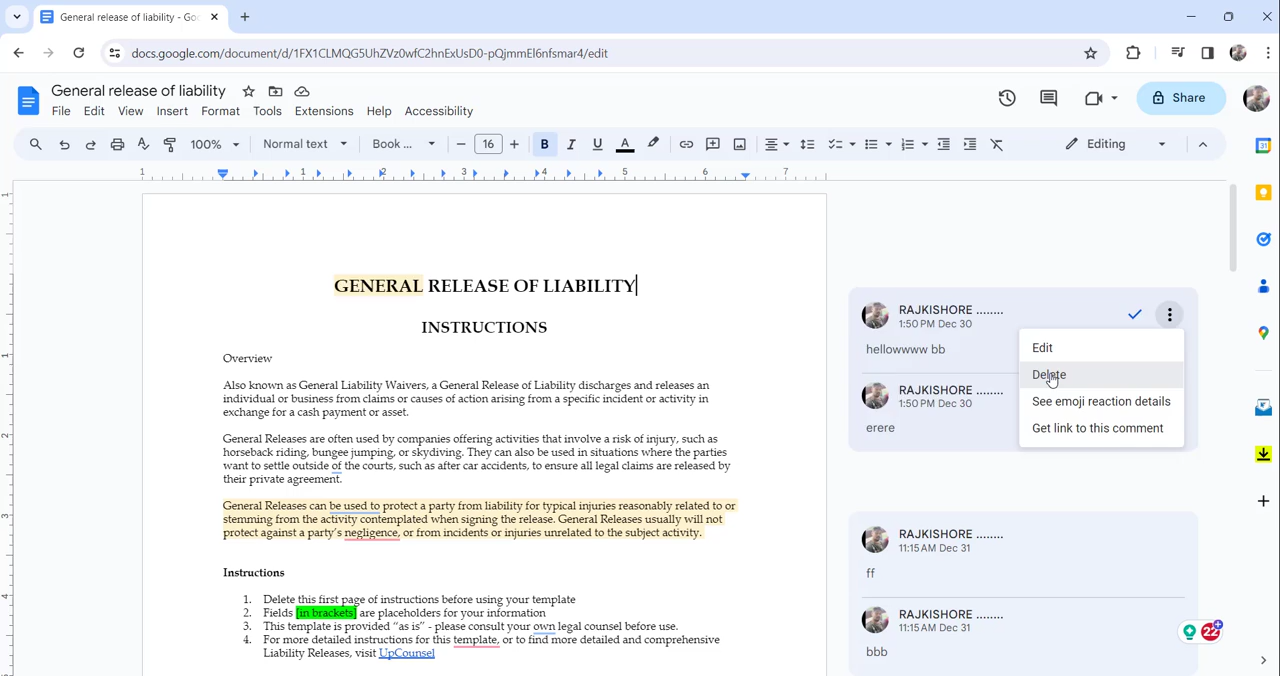 General release of liability - Go
docs.google.com/document/d/1FX1CLMQG5UhZVz0wfC2hnExUsD0-pQjmmEl6nfsmar4/edit
General release of liability
File Edit View Insert Format Tools Extensions Help Accessibility
Share
100% Normal text Book ... 16 B I U A Editing
1 1 2 3 4 5 6 7
GENERAL RELEASE OF LIABILITY
INSTRUCTIONS
Overview
Also known as General Liability Waivers, a General Release of Liability discharges and releases an
individual or business from claims or causes of action arising from a specific incident or activity in
exchange for a cash payment or asset.
General Releases are often used by companies offering activities that involve a risk of injury, such as
horseback riding, bungee jumping, or skydiving. They can also be used in situations where the parties
want to settle outside of the courts, such as after car accidents, to ensure all legal claims are released by
their private agreement.
General Releases can be used to protect a party from liability for typical injuries reasonably related to or
stemming from the activity contemplated when signing the release. General Releases usually will not
protect against a party's negligence, or from incidents or injuries unrelated to the subject activity.
Instructions
1. Delete this first page of instructions before using your template
2. Fields [in brackets] are placeholders for your information
3. This template is provided "as is" - please consult your own legal counsel before use.
4. For more detailed instructions for this template, or to find more detailed and comprehensive
Liability Releases, visit UpCounsel
RAJKISHORE ........
1:50 PM Dec 30
hellowwww bb
RAJKISHORE ........
1:50 PM Dec 30
erere
Edit
Delete
See emoji reaction details
Get link to this comment
RAJKISHORE ........
11:15 AM Dec 31
ff
RAJKISHORE ........
11:15 AM Dec 31
bbb
22
31
1
1
2
3
4